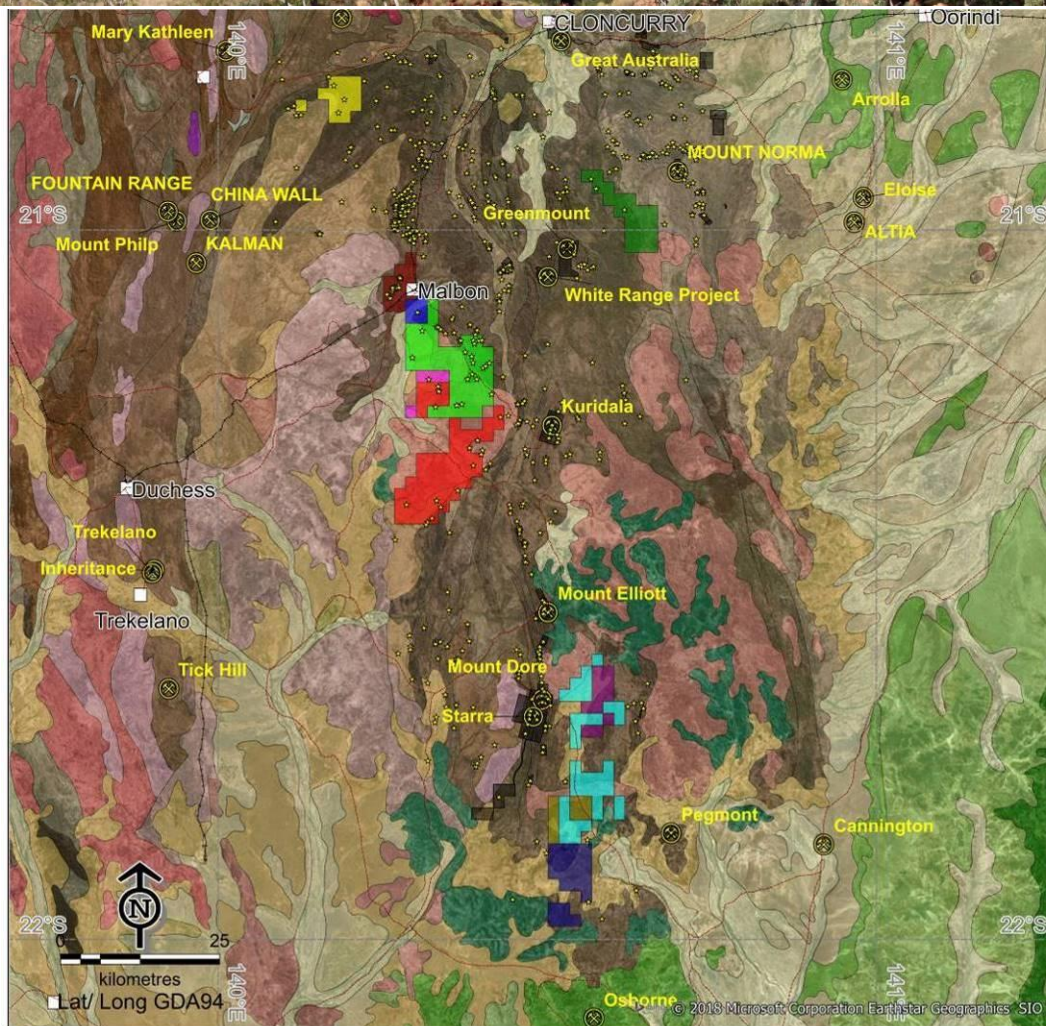 CLONCURRY
Oorindi
Mary Kathleen
140°E
141°E
Great Australia
Arrolla
MOUNT NORMA
FOUNTAIN RANGE
CHINA WALL
Eloise
21°S
Greenmount
21°S
Mount Philp
KALMAN
ALTIA
White Range Project
Malbon
Kuridala
Duchess
Trekelano
Inheritance
Mount Elliott
Trekelano
Mount Dore
Tick Hill
Starra
Pegmont
Cannington
N
22°S
22°S
0 25
kilometres
140°E
141°E
Lat/ Long GDA94
Osborne
© 2018 Microsoft Corporation Earthstar Geographics SIO